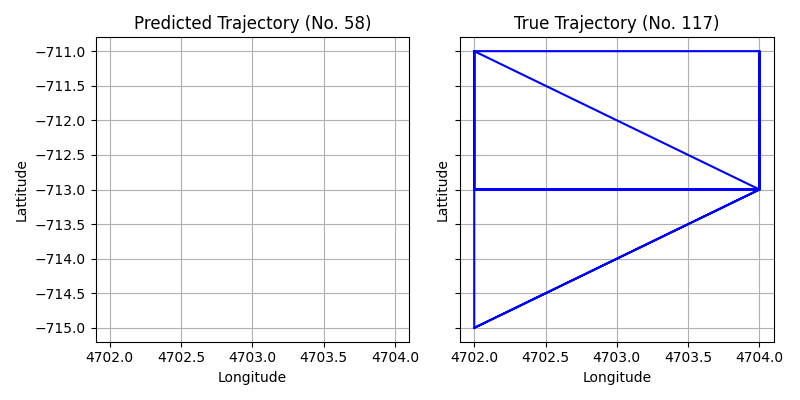 Predicted Trajectory (No. 58)
True Trajectory (No. 117)
Lattitude
−711.0
−711.5
−712.0
−712.5
−713.0
−713.5
−714.0
−714.5
−715.0
4702.0 4702.5 4703.0 4703.5 4704.0
Longitude
Lattitude
4702.0 4702.5 4703.0 4703.5 4704.0
Longitude